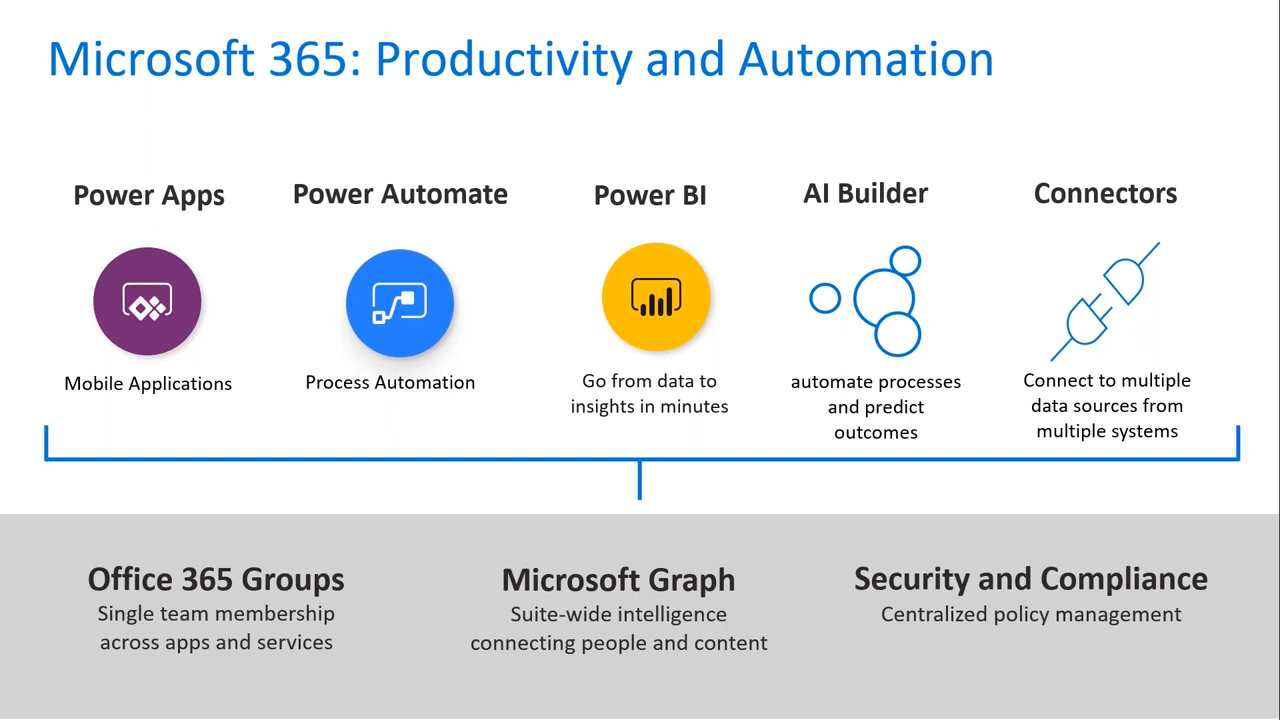 Microsoft 365: Productivity and Automation
Power Apps
Mobile Applications
Power Automate
Process Automation
Power BI
Go from data to
insights in minutes
AI Builder
automate processes
and predict
outcomes
Connectors
Connect to multiple
data sources from
multiple systems
Office 365 Groups
Single team membership
across apps and services
Microsoft Graph
Suite-wide intelligence
connecting people and content
Security and Compliance
Centralized policy management